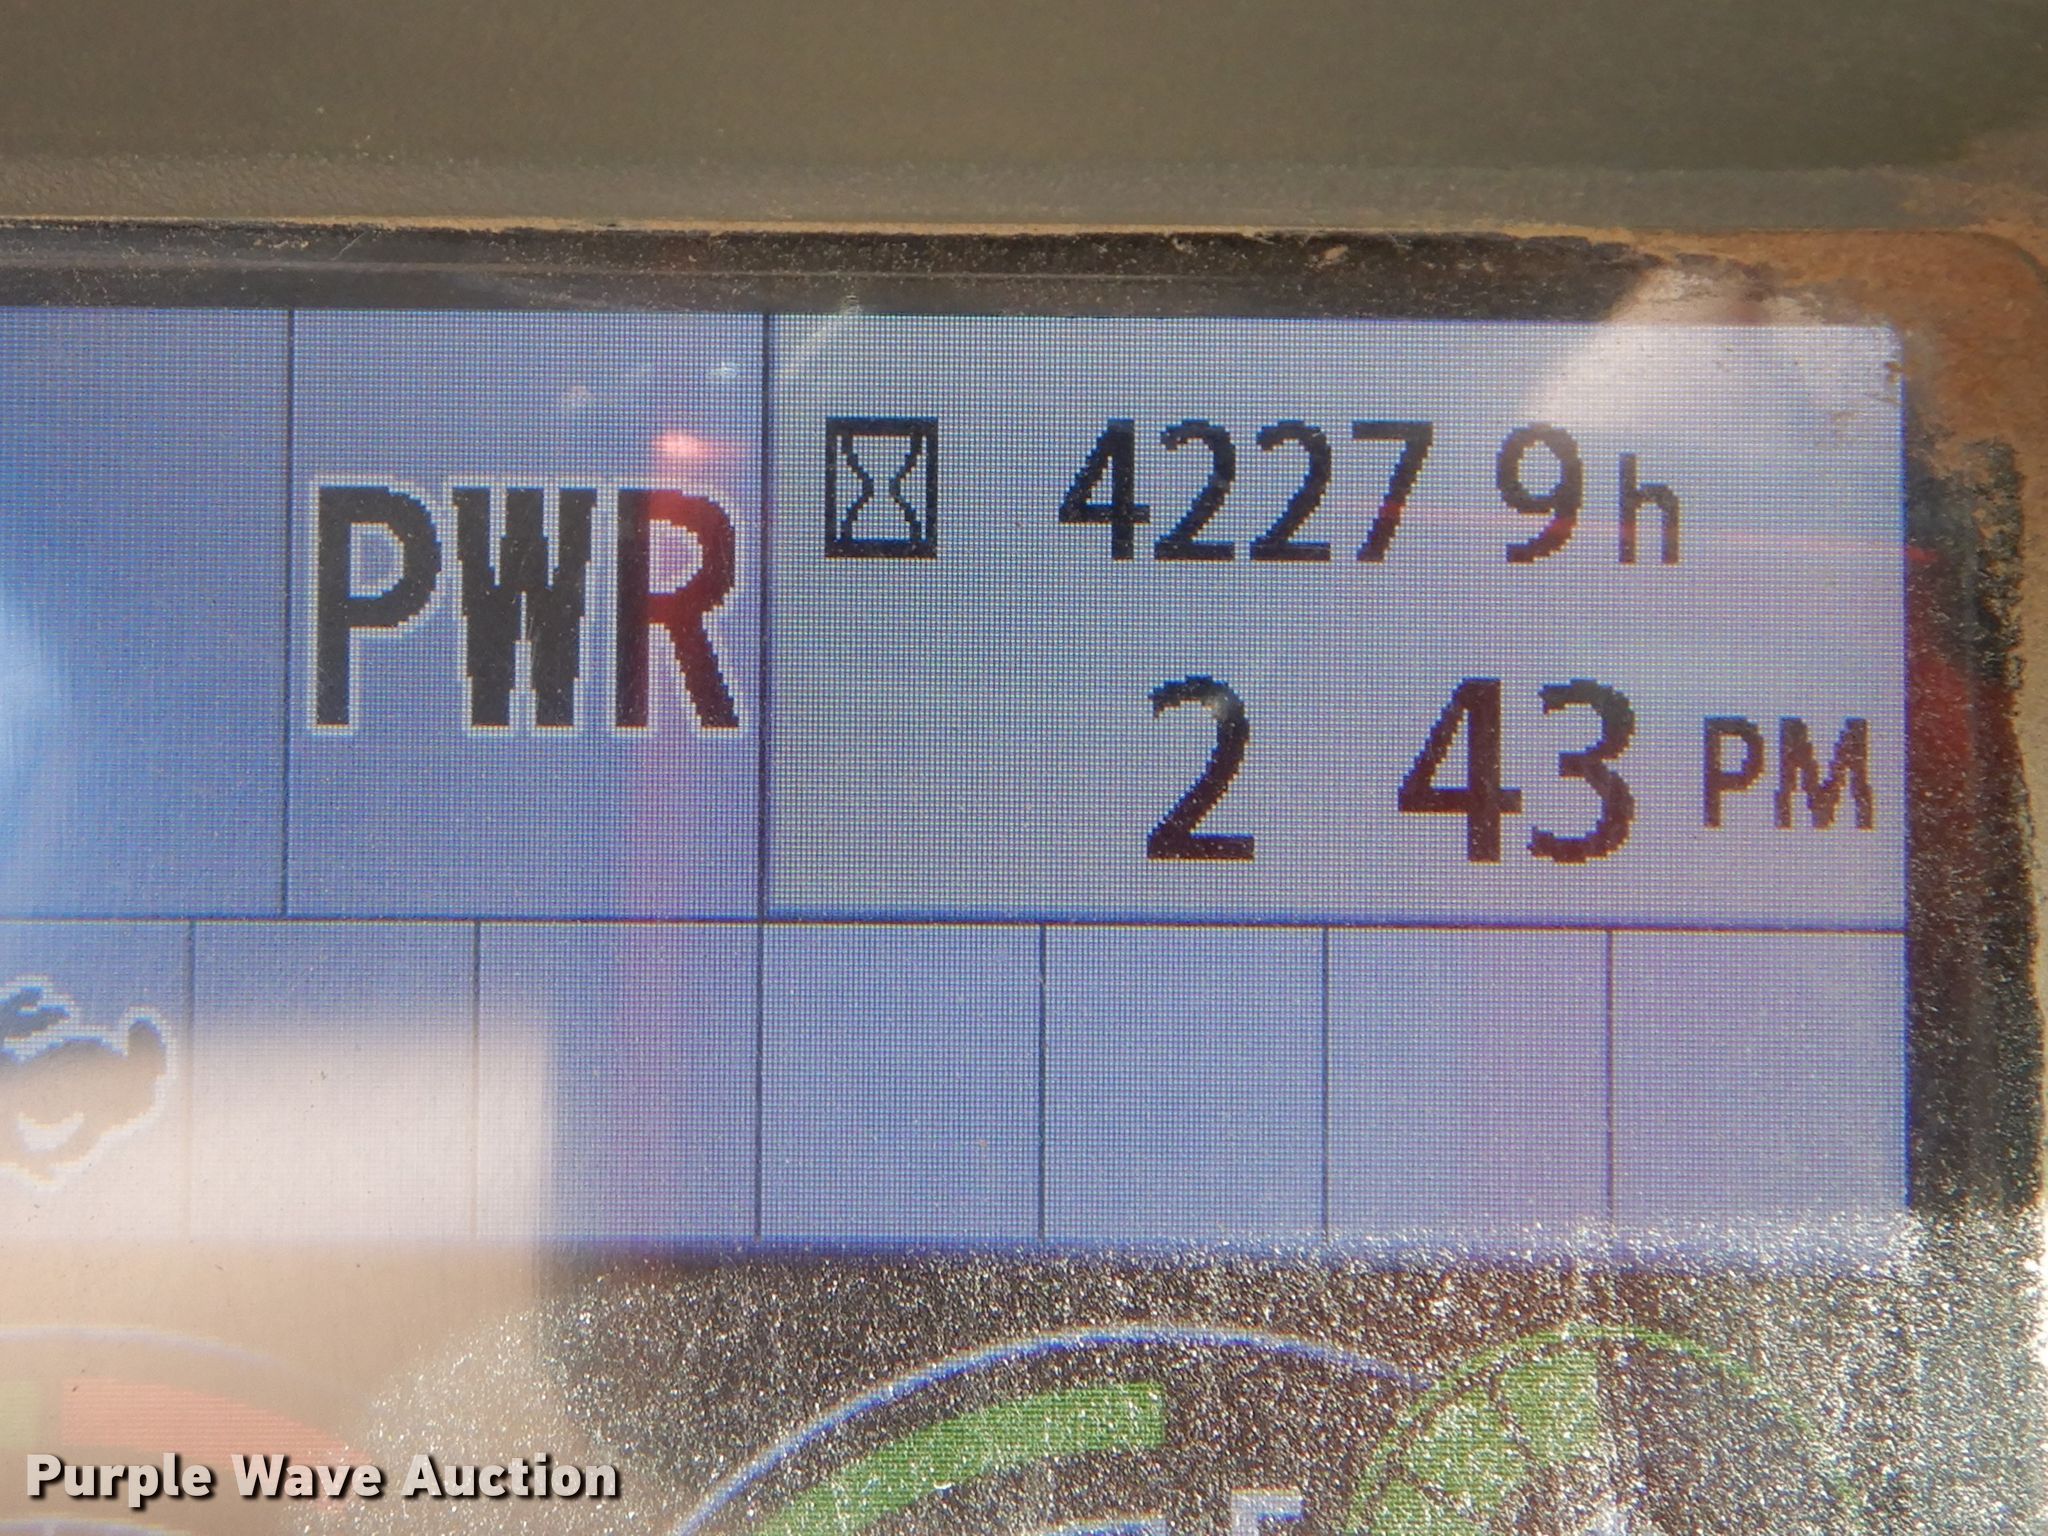 PWR
4227 9h
2 43 PM
Purple Wave Auction